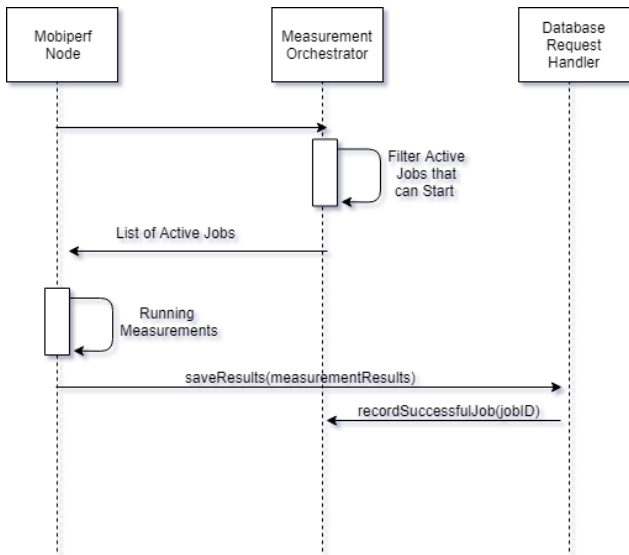 Mobiperf
Node
Measurement
Orchestrator
Database
Request
Handler
Filter Active
Jobs that
can Start
List of Active Jobs
Running
Measurements
saveResults(measurementResults)
recordSuccessfulJob(jobID)